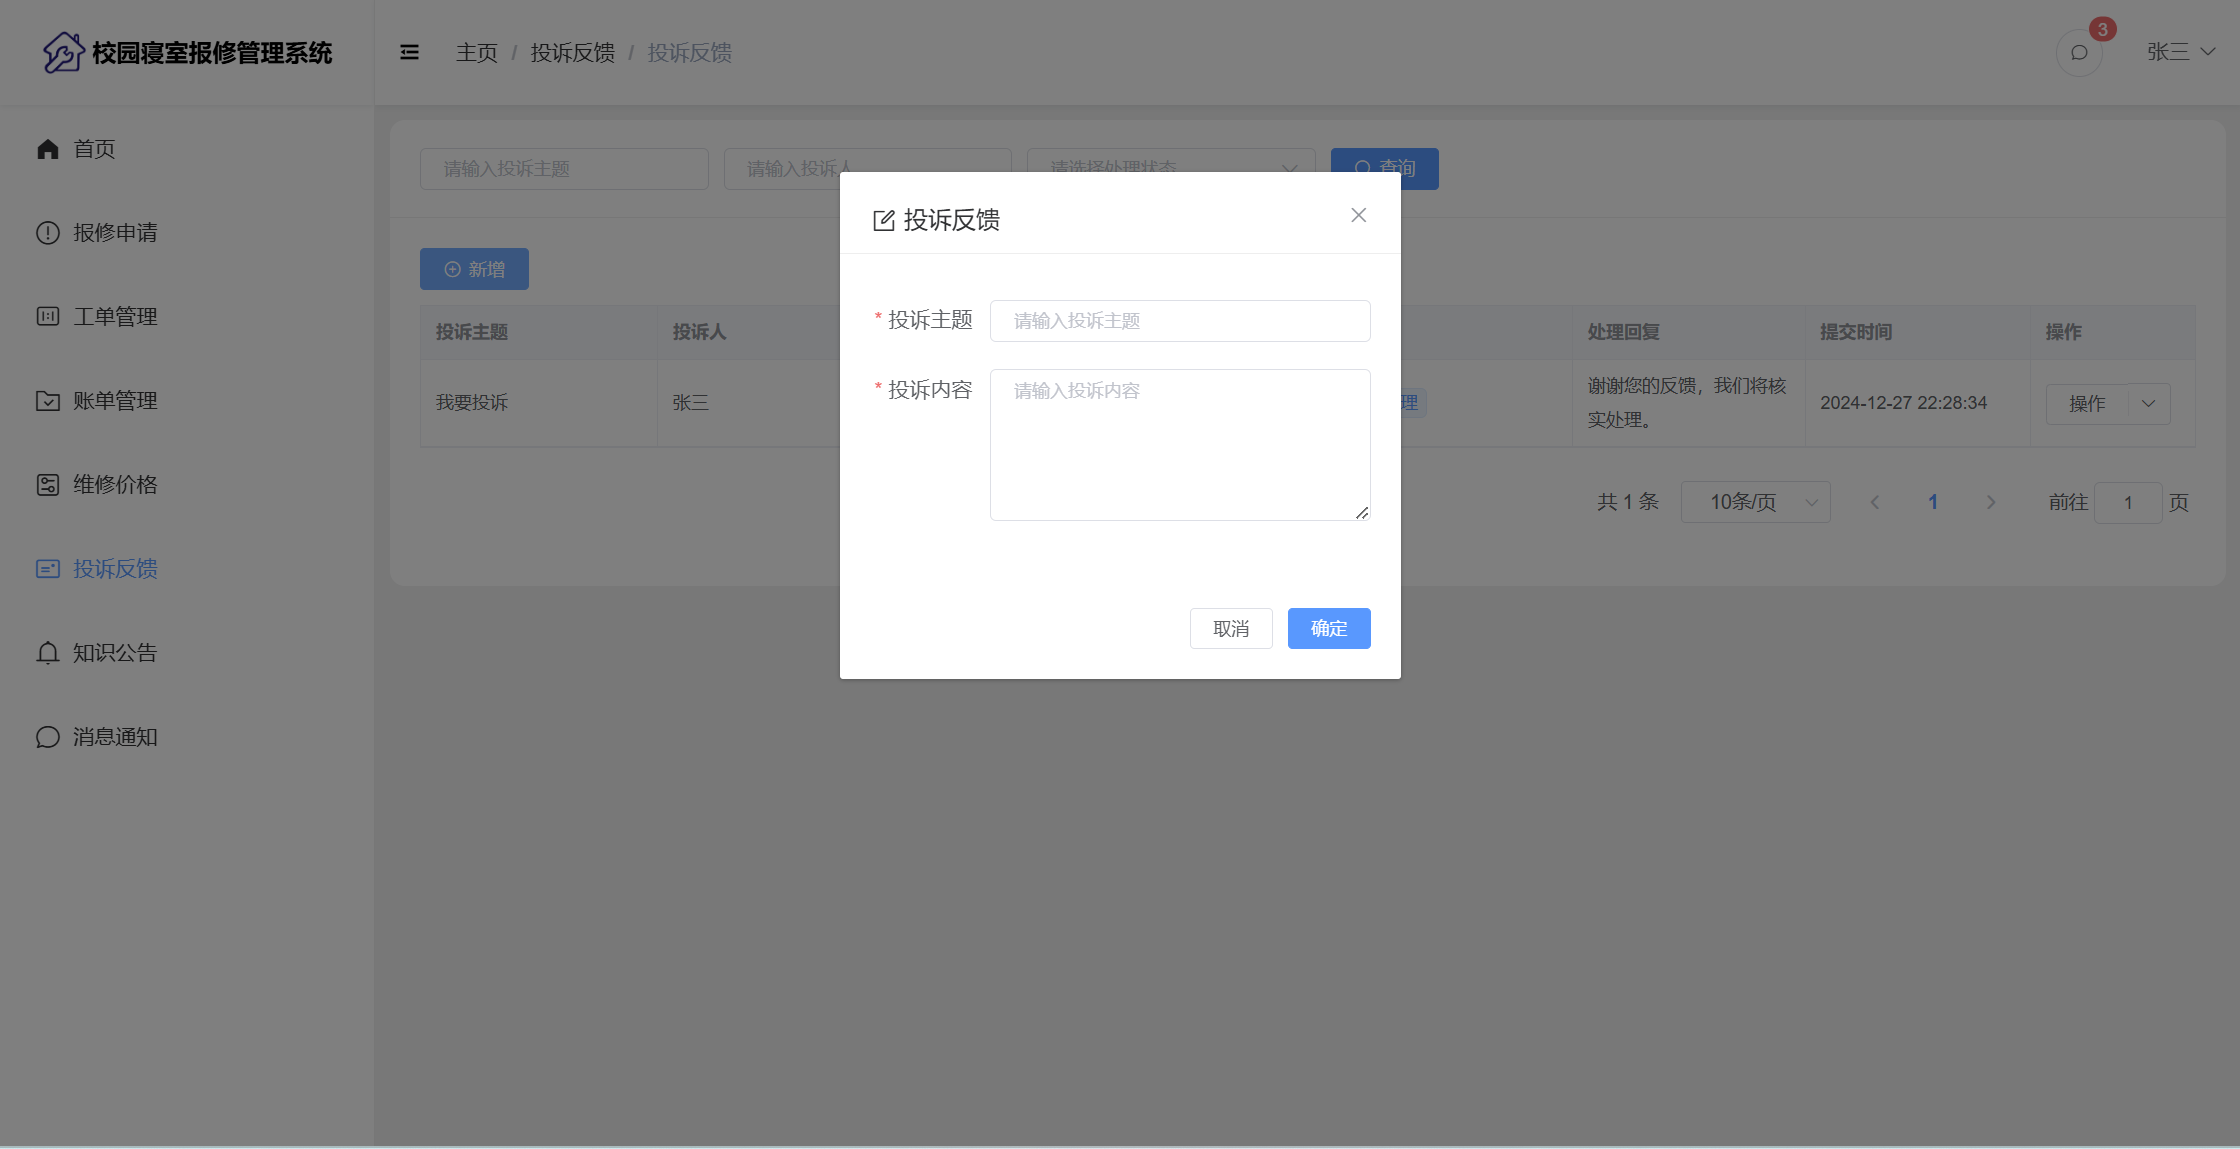 校园寝室报修管理系统
主页 / 投诉反馈 / 投诉反馈
3
张三
首页
报修申请
工单管理
账单管理
维修价格
投诉反馈
知识公告
消息通知
请输入投诉主题
请输入投诉人
请选择处理状态
查询
新增
投诉主题 投诉人 处理回复 提交时间 操作
我要投诉 张三 理 谢谢您的反馈，我们将核
实处理。 2024-12-27 22:28:34 操作
共 1 条 10条/页 1 前往 1 页
投诉反馈
* 投诉主题 请输入投诉主题
* 投诉内容 请输入投诉内容
取消 确定